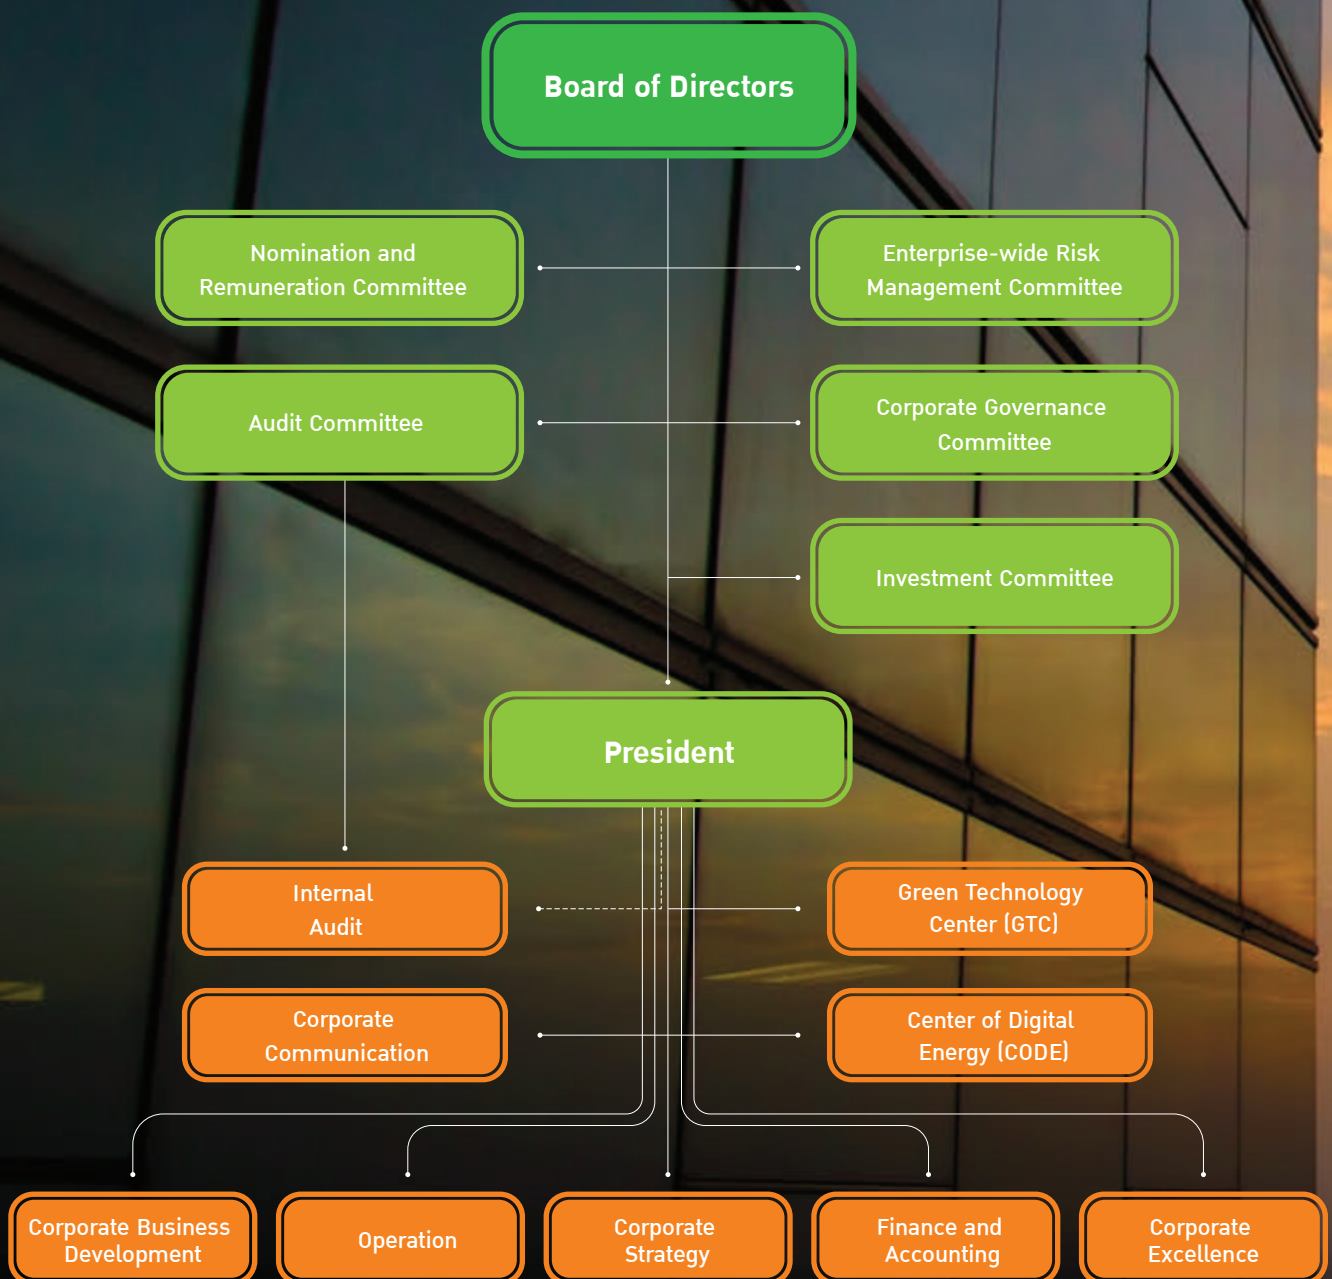 Board of Directors
Nomination and
Remuneration Committee
Enterprise-wide Risk
Management Committee
Audit Committee
Corporate Governance
Committee
Investment Committee
President
Internal
Audit
Green Technology
Center (GTC)
Corporate
Communication
Center of Digital
Energy (CODE)
Corporate Business
Development
Operation
Corporate
Strategy
Finance and
Accounting
Corporate
Excellence